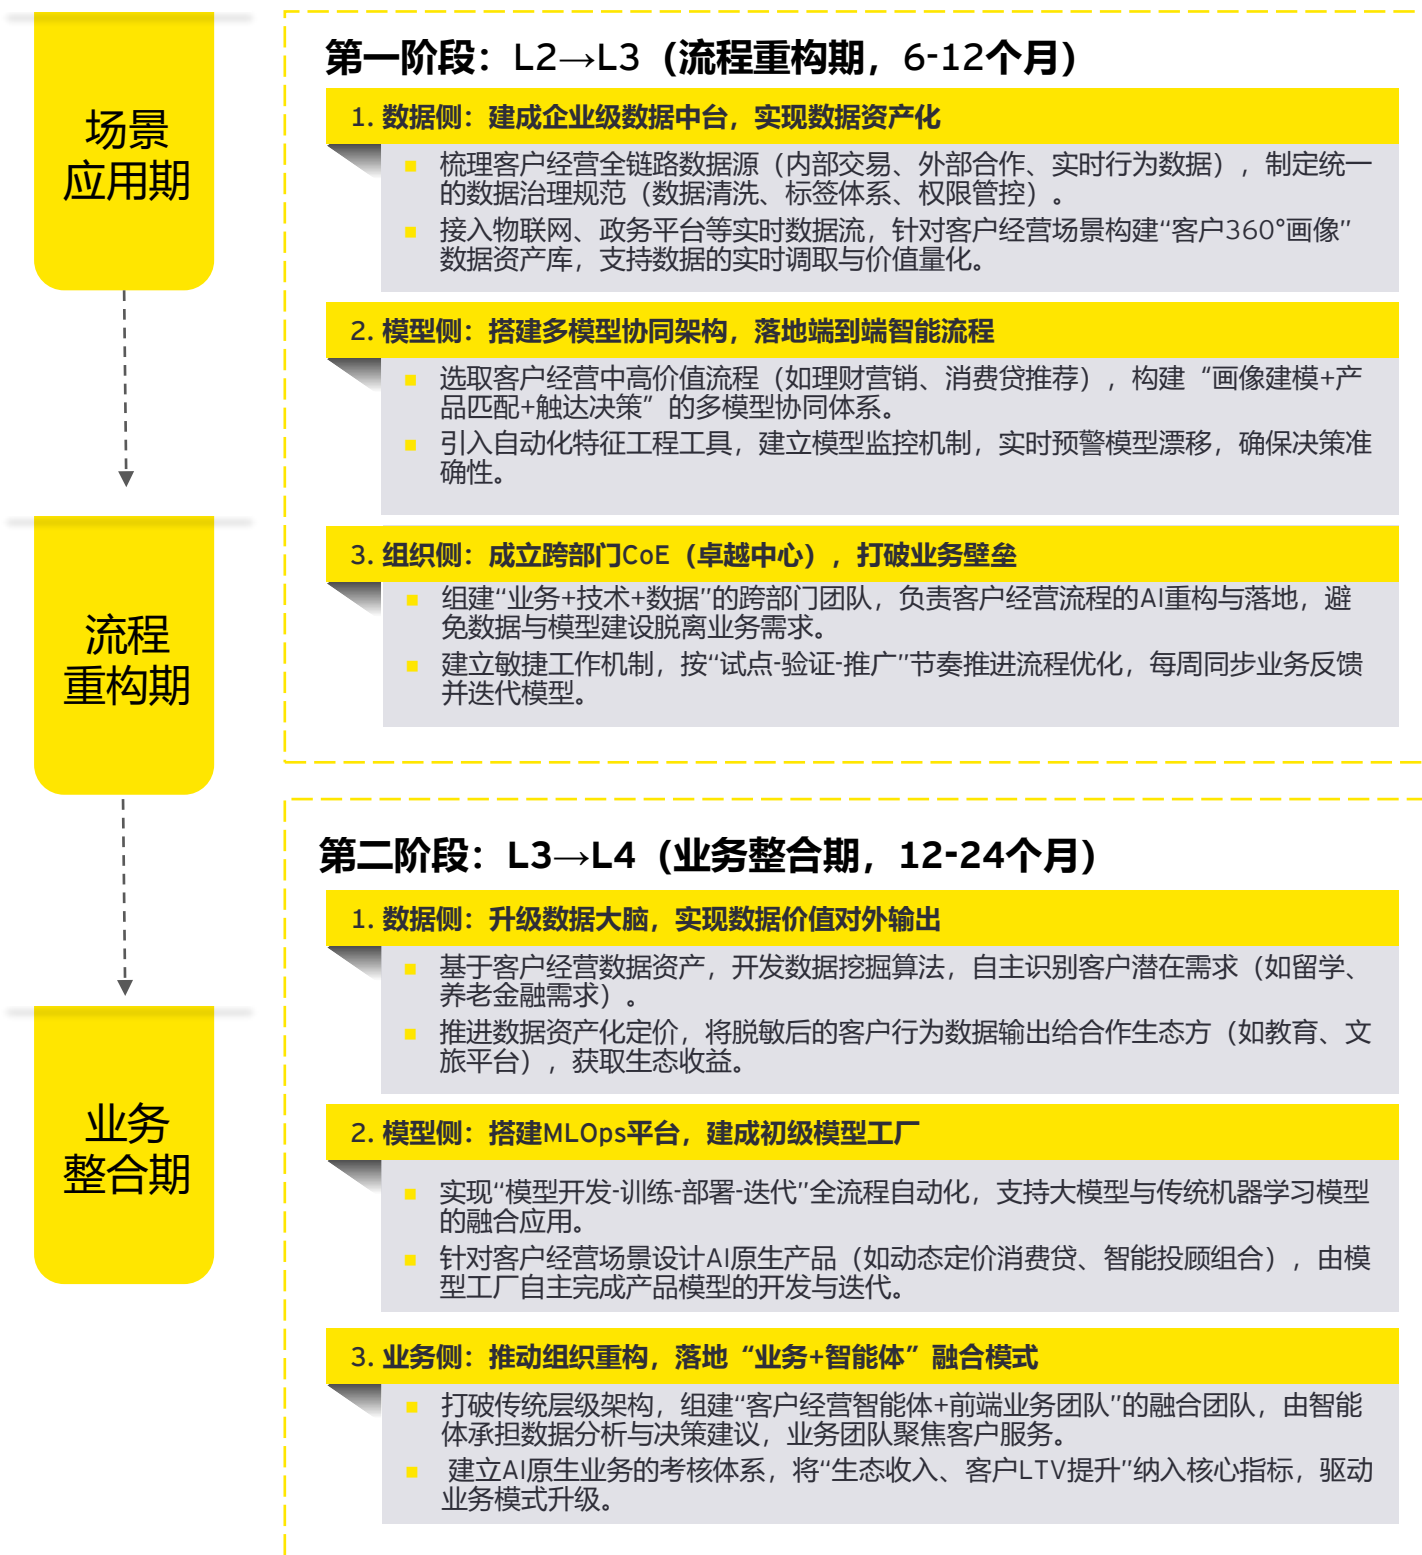 场景
应用期
流程
重构期
业务
整合期
第一阶段：L2→L3（流程重构期，6-12个月）
1. 数据侧：建成企业级数据中台，实现数据资产化
梳理客户经营全链路数据源（内部交易、外部合作、实时行为数据），制定统一
的数据治理规范（数据清洗、标签体系、权限管控）。
接入物联网、政务平台等实时数据流，针对客户经营场景构建“客户360°画像”
数据资产库，支持数据的实时调取与价值量化。
2. 模型侧：搭建多模型协同架构，落地端到端智能流程
选取客户经营中高价值流程（如理财营销、消费贷推荐），构建“画像建模+产
品匹配+触达决策”的多模型协同体系。
引入自动化特征工程工具，建立模型监控机制，实时预警模型漂移，确保决策准
确性。
3. 组织侧：成立跨部门CoE（卓越中心），打破业务壁垒
组建“业务+技术+数据”的跨部门团队，负责客户经营流程的AI重构与落地，避
免数据与模型建设脱离业务需求。
建立敏捷工作机制，按“试点-验证-推广”节奏推进流程优化，每周同步业务反馈
并迭代模型。
第二阶段：L3→L4（业务整合期，12-24个月）
1. 数据侧：升级数据大脑，实现数据价值对外输出
基于客户经营数据资产，开发数据挖掘算法，自主识别客户潜在需求（如留学、
养老金融需求）。
推进数据资产化定价，将脱敏后的客户行为数据输出给合作生态方（如教育、文
旅平台），获取生态收益。
2. 模型侧：搭建MLOps平台，建成初级模型工厂
实现“模型开发-训练-部署-迭代”全流程自动化，支持大模型与传统机器学习模型
的融合应用。
针对客户经营场景设计AI原生产品（如动态定价消费贷、智能投顾组合），由模
型工厂自主完成产品模型的开发与迭代。
3. 业务侧：推动组织重构，落地“业务+智能体”融合模式
打破传统层级架构，组建“客户经营智能体+前端业务团队”的融合团队，由智能
体承担数据分析与决策建议，业务团队聚焦客户服务。
建立AI原生业务的考核体系，将“生态收入、客户LTV提升”纳入核心指标，驱动
业务模式升级。